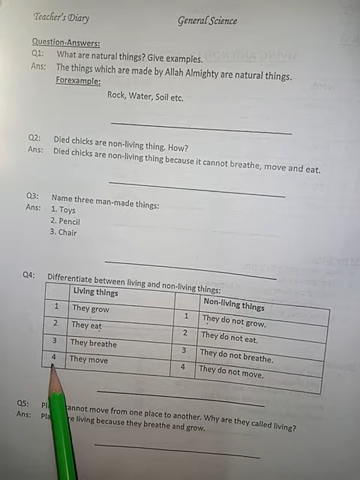 Teacher's Diary General Science
Question-Answers:
Q1: What are natural things? Give examples.
Ans: The things which are made by Allah Almighty are natural things.
Forexample:
Rock, Water, Soil etc.
Q2: Died chicks are non-living thing. How?
Ans: Died chicks are non-living thing because it cannot breathe, move and eat.
Q3: Name three man-made things:
Ans: 1. Toys
2. Pencil
3. Chair
Q4: Differentiate between living and non-living things:
Living things Non-living things
1 They grow 1 They do not grow.
2 They eat 2 They do not eat.
3 They breathe 3 They do not breathe.
4 They move 4 They do not move.
Q5: cannot move from one place to another. Why are they called living?
Ans: living because they breathe and grow.